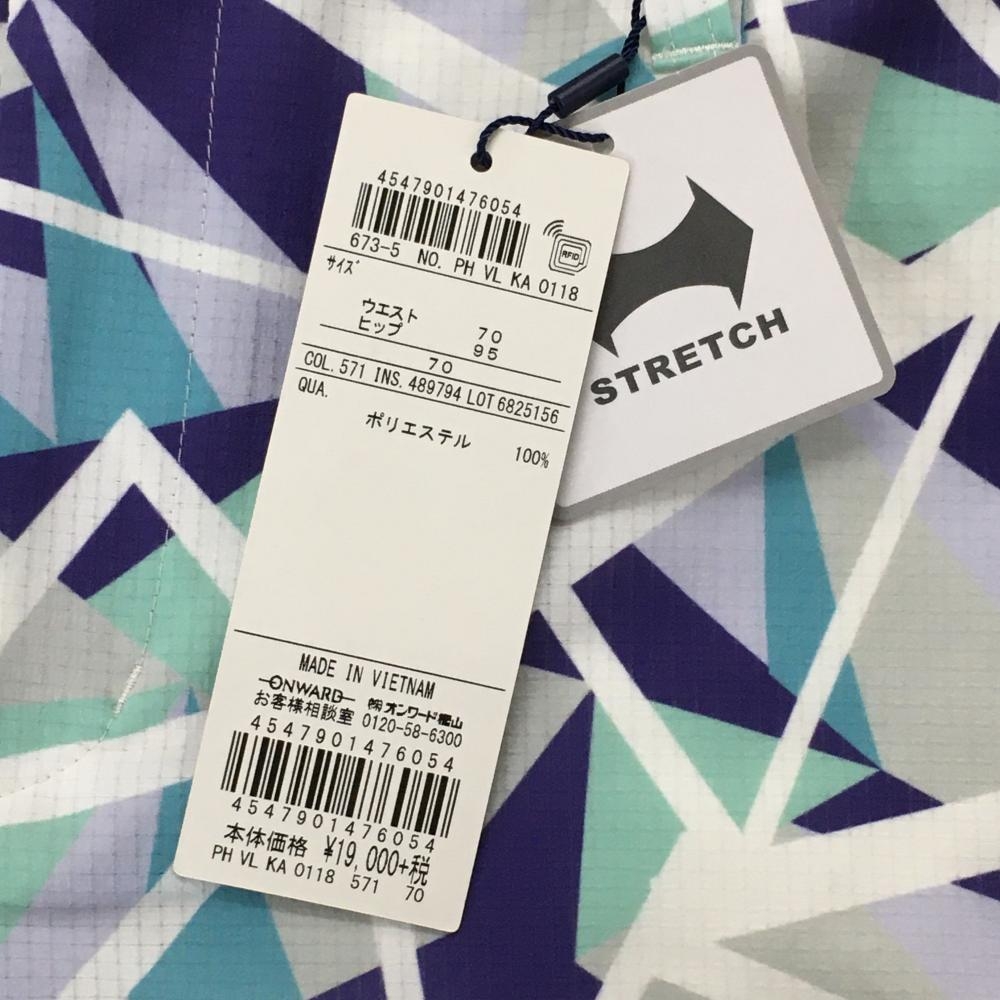 4547901476054
673-5 NO. PH VL KA 0118
RFID
サイズ
ウエスト 70
ヒップ 95
70
COL. 571 INS. 489794 LOT 6825156
QUA.
ポリエステル 100%
MADE IN VIETNAM
ONWARD ㈱オンワード樫山
お客様相談室 0120-58-6300
4547901476054
4547901476054
本体価格 ¥19,000+税
PH VL KA 0118 571 70
STRETCH